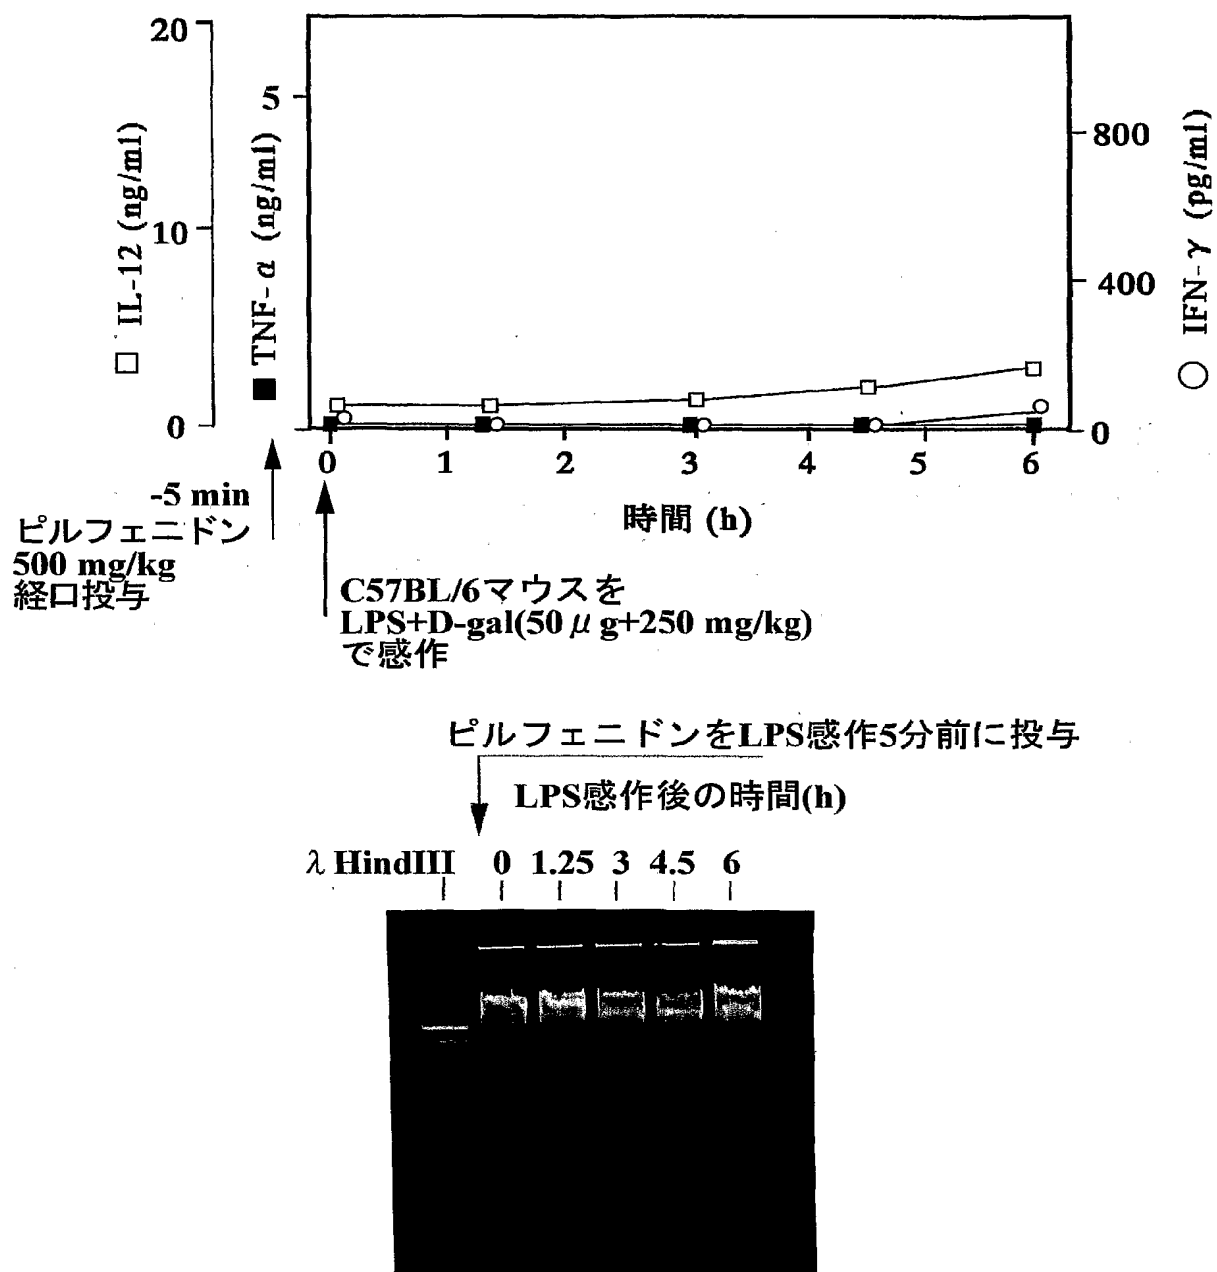 20
10
0
□ IL-12 (ng/ml)
5
■ TNF-α (ng/ml)
800
400
0
○ IFN-γ (pg/ml)
0 1 2 3 4 5 6
時間 (h)
-5 min
ピルフェニドン
500 mg/kg
経口投与
C57BL/6マウスを
LPS+D-gal(50μg+250 mg/kg)
で感作
ピルフェニドンをLPS感作5分前に投与
LPS感作後の時間(h)
λ HindIII 0 1.25 3 4.5 6